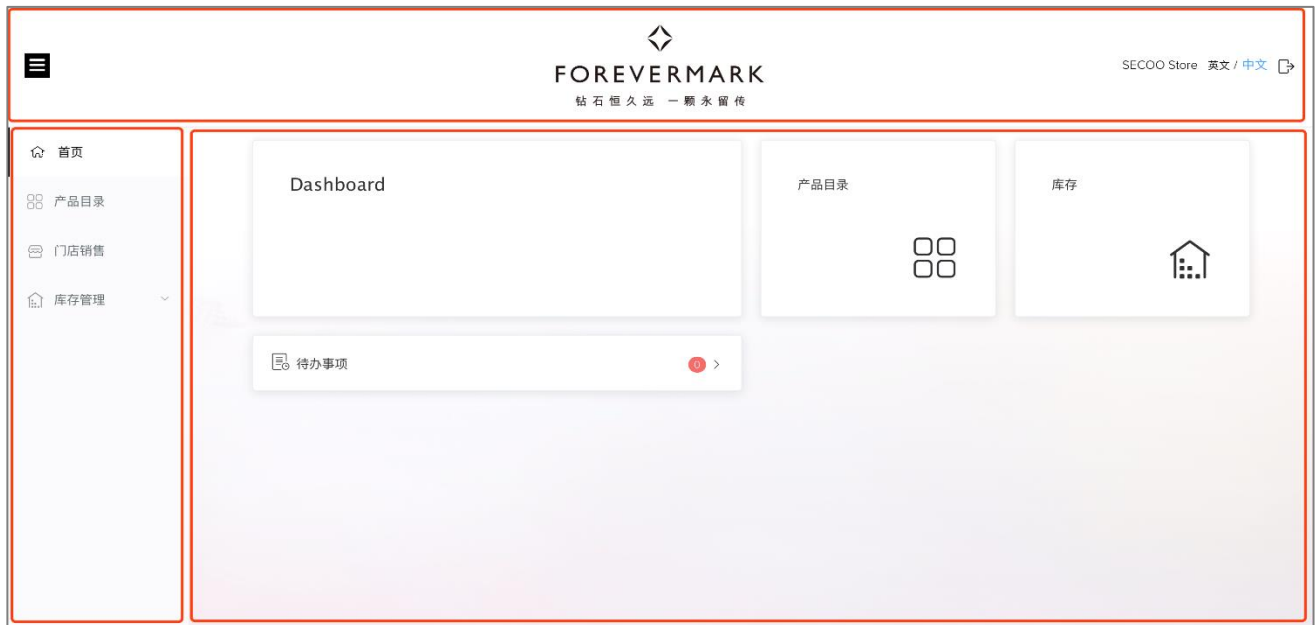 FOREVERMARK
钻石恒久远 一颗永留传
SECOO Store 英文 / 中文
首页
产品目录
门店销售
库存管理
Dashboard
产品目录
库存
待办事项 0